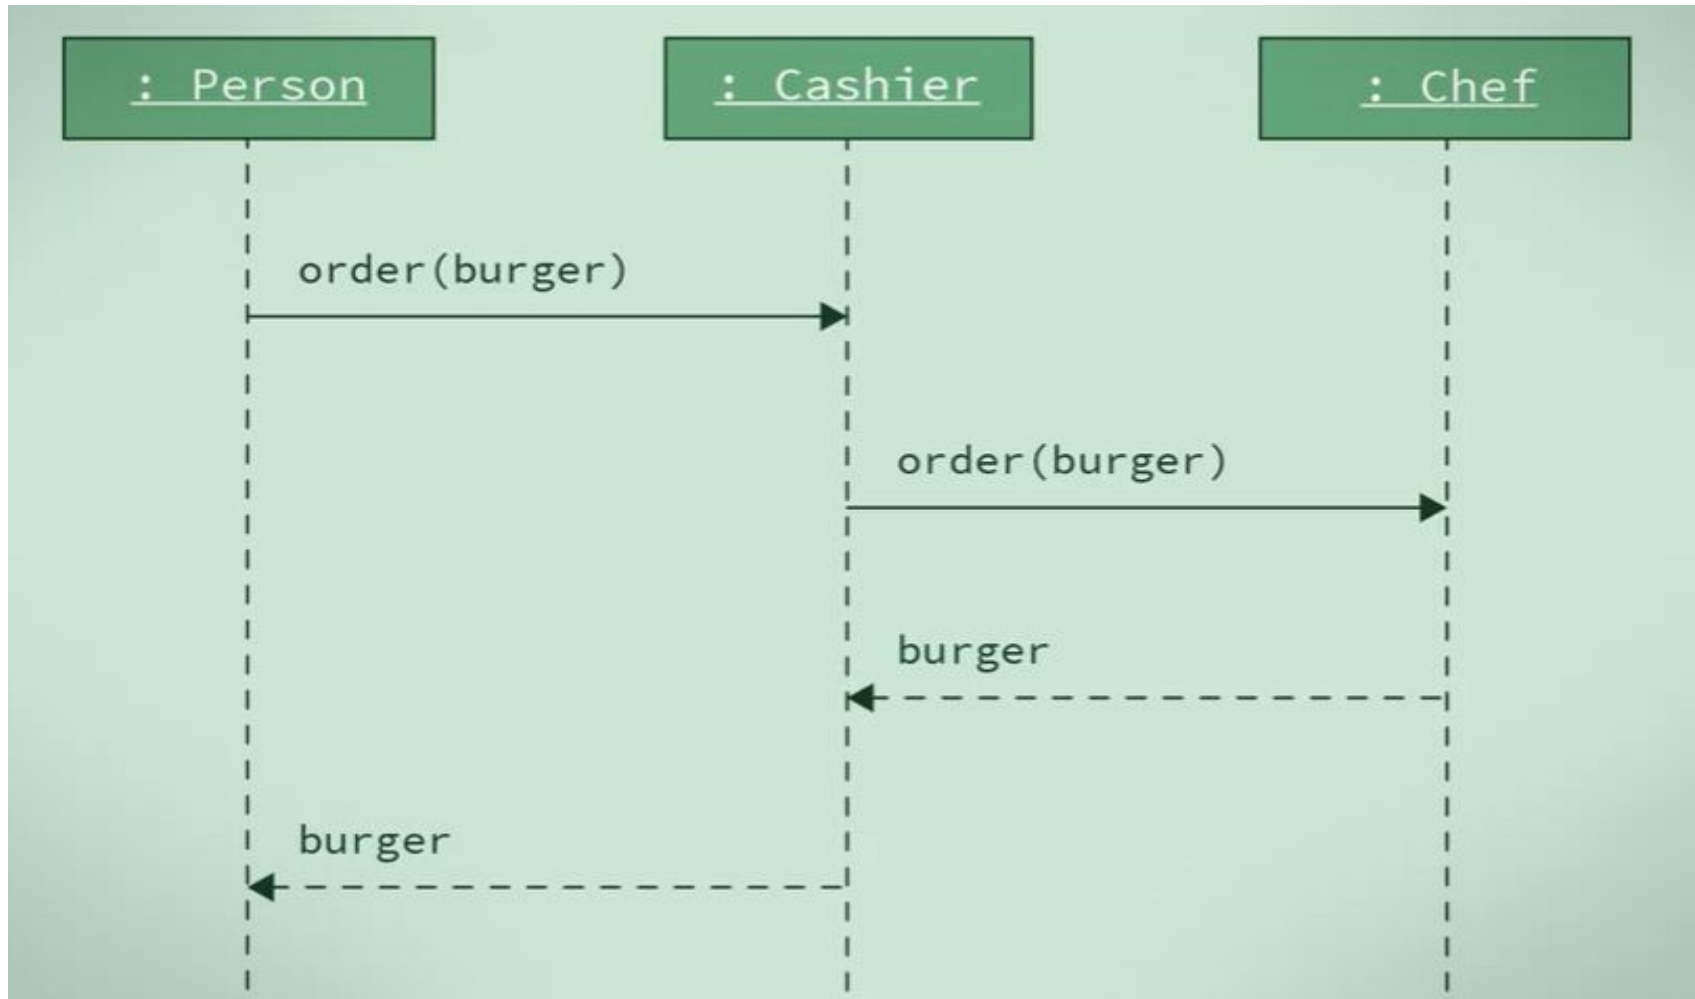 : Person
: Cashier
: Chef
order(burger)
order(burger)
burger
burger